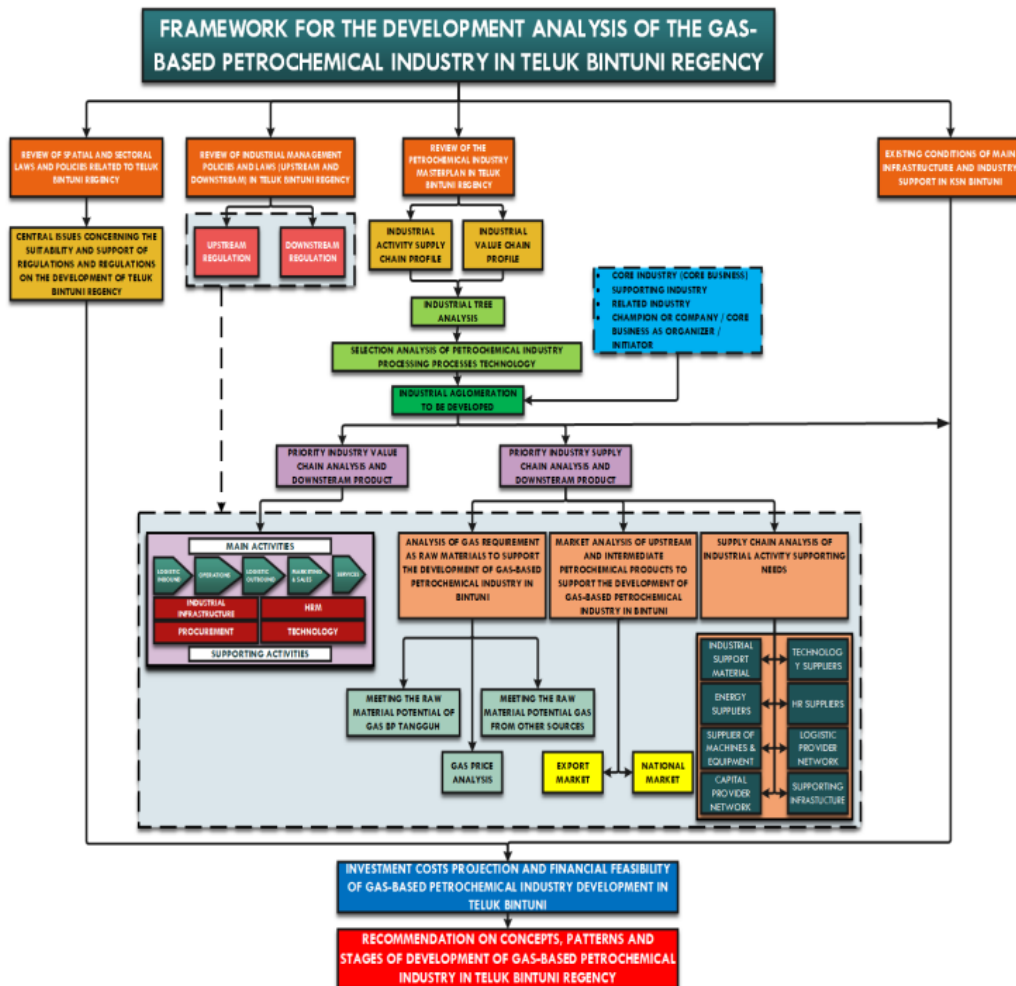 FRAMEWORK FOR THE DEVELOPMENT ANALYSIS OF THE GAS-
BASED PETROCHEMICAL INDUSTRY IN TELUK BINTUNI REGENCY
REVIEW OF SPATIAL AND SECTORAL
LAWS AND POLICIES RELATED TO TELUK
BINTUNI REGENCY
REVIEW OF INDUSTRIAL MANAGEMENT
POLICIES AND LAWS (UPSTREAM AND
DOWNSTREAM) IN TELUK BINTUNI REGENCY
REVIEW OF THE
PETROCHEMICAL INDUSTRY
MASTERPLAN IN TELUK
BINTUNI REGENCY
EXISTING CONDITIONS OF MAIN
INFRASTRUCTURE AND INDUSTRY
SUPPORT IN KSN BINTUNI
CENTRAL ISSUES CONCERNING THE
SUITABILITY AND SUPPORT OF
REGULATIONS AND REGULATIONS
ON THE DEVELOPMENT OF TELUK
BINTUNI REGENCY
UPSTREAM
REGULATION
DOWNSTREAM
REGULATION
INDUSTRIAL
ACTIVITY SUPPLY
CHAIN PROFILE
INDUSTRIAL
VALUE CHAIN
PROFILE
• CORE INDUSTRY (CORE BUSINESS)
• SUPPORTING INDUSTRY
• RELATED INDUSTRY
• CHAMPION OR COMPANY / CORE
BUSINESS AS ORGANIZER /
INITIATOR
INDUSTRIAL TREE
ANALYSIS
SELECTION ANALYSIS OF PETROCHEMICAL INDUSTRY
PROCESSING PROCESSES TECHNOLOGY
INDUSTRIAL AGLOMERATION
TO BE DEVELOPED
PRIORITY INDUSTRY VALUE
CHAIN ANALYSIS AND
DOWNSTERAM PRODUCT
PRIORITY INDUSTRY SUPPLY
CHAIN ANALYSIS AND
DOWNSTERAM PRODUCT
MAIN ACTIVITIES
LOGISTIC
INBOUND
OPERATIONS
LOGISTIC
OUTBOUND
MARKETING
& SALES
SERVICES
INDUSTRIAL
INFRASTRUCTURE
HRM
PROCUREMENT
TECHNOLOGY
SUPPORTING ACTIVITIES
ANALYSIS OF GAS REQUIREMENT
AS RAW MATERIALS TO SUPPORT
THE DEVELOPMENT OF GAS-BASED
PETROCHEMICAL INDUSTRY IN
BINTUNI
MARKET ANALYSIS OF UPSTREAM
AND INTERMEDIATE
PETROCHEMICAL PRODUCTS TO
SUPPORT THE DEVELOPMENT OF
GAS-BASED PETROCHEMICAL
INDUSTRY IN BINTUNI
SUPPLY CHAIN ANALYSIS OF
INDUSTRIAL ACTIVITY SUPPORTING
NEEDS
MEETING THE RAW
MATERIAL POTENTIAL OF
GAS BP TANGGUH
MEETING THE RAW
MATERIAL POTENTIAL GAS
FROM OTHER SOURCES
GAS PRICE
ANALYSIS
EXPORT
MARKET
NATIONAL
MARKET
INDUSTRIAL
SUPPORT
MATERIAL
TECHNOLOG
Y SUPPLIERS
ENERGY
SUPPLIERS
HR SUPPLIERS
SUPPLIER OF
MACHINES &
EQUIPMENT
LOGISTIC
PROVIDER
NETWORK
CAPITAL
PROVIDER
NETWORK
SUPPORTING
INFRASTUCTURE
INVESTMENT COSTS PROJECTION AND FINANCIAL FEASIBILITY
OF GAS-BASED PETROCHEMICAL INDUSTRY DEVELOPMENT IN
TELUK BINTUNI
RECOMMENDATION ON CONCEPTS, PATTERNS AND
STAGES OF DEVELOPMENT OF GAS-BASED PETROCHEMICAL
INDUSTRY IN TELUK BINTUNI REGENCY